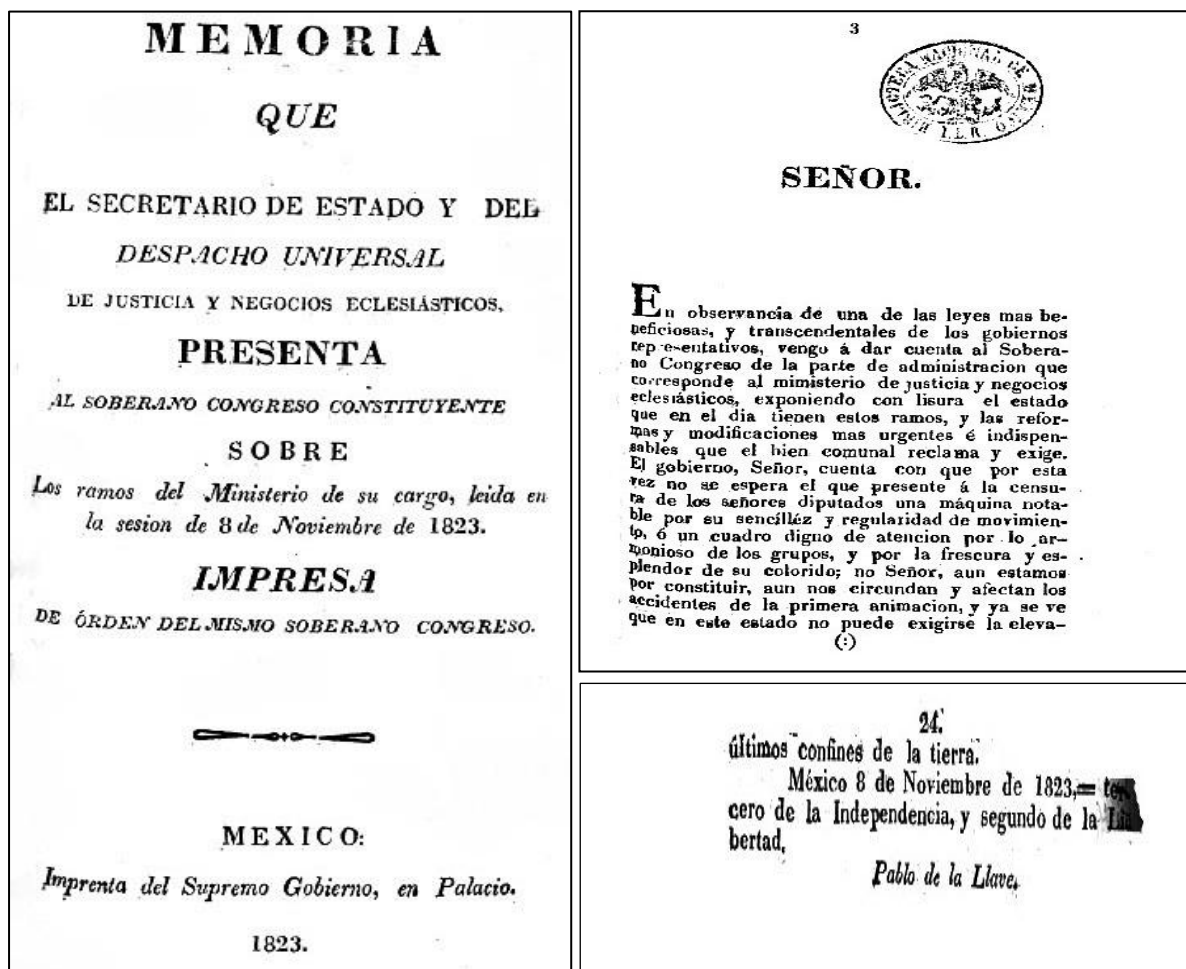 MEMORIA
QUE
EL SECRETARIO DE ESTADO Y DEL
DESPACHO UNIVERSAL
DE JUSTICIA Y NEGOCIOS ECLESIÁSTICOS,
PRESENTA
AL SOBERANO CONGRESO CONSTITUYENTE
SOBRE
Los ramos del Ministerio de su cargo, leida en
la sesion de 8 de Noviembre de 1823.
IMPRESA
DE ÓRDEN DEL MISMO SOBERANO CONGRESO.
MEXICO:
Imprenta del Supremo Gobierno, en Palacio.
1823.
3
BIBLIOTECA NACIONAL DE MEXICO
SEÑOR.
En observancia de una de las leyes mas be-
neficiosas, y transcendentales de los gobiernos
representativos, vengo á dar cuenta al Sobera-
no Congreso de la parte de administracion que
corresponde al mimisterio de justicia y negocios
eclesiásticos, exponiendo con lisura el estado
que en el dia tienen estos ramos, y las refor-
mas y modificaciones mas urgentes é indispen-
sables que el bien comunal reclama y exige.
El gobierno, Señor, cuenta con que por esta
vez no se espera el que presente á la censu-
ra de los señores diputados una máquina nota-
ble por su sencilléz y regularidad de movimien-
to, ó un cuadro digno de atencion por lo ar-
monioso de los grupos, y por la frescura y es-
plendor de su colorido; no Señor, aun estamos
por constituir, aun nos circundan y afectan los
accidentes de la primera animacion, y ya se ve
que en este estado no puede exigirse la eleva-
(:)
24.
últimos confines de la tierra.
México 8 de Noviembre de 1823,= ter-
cero de la Independencia, y segundo de la Li-
bertad.
Pablo de la Llave.